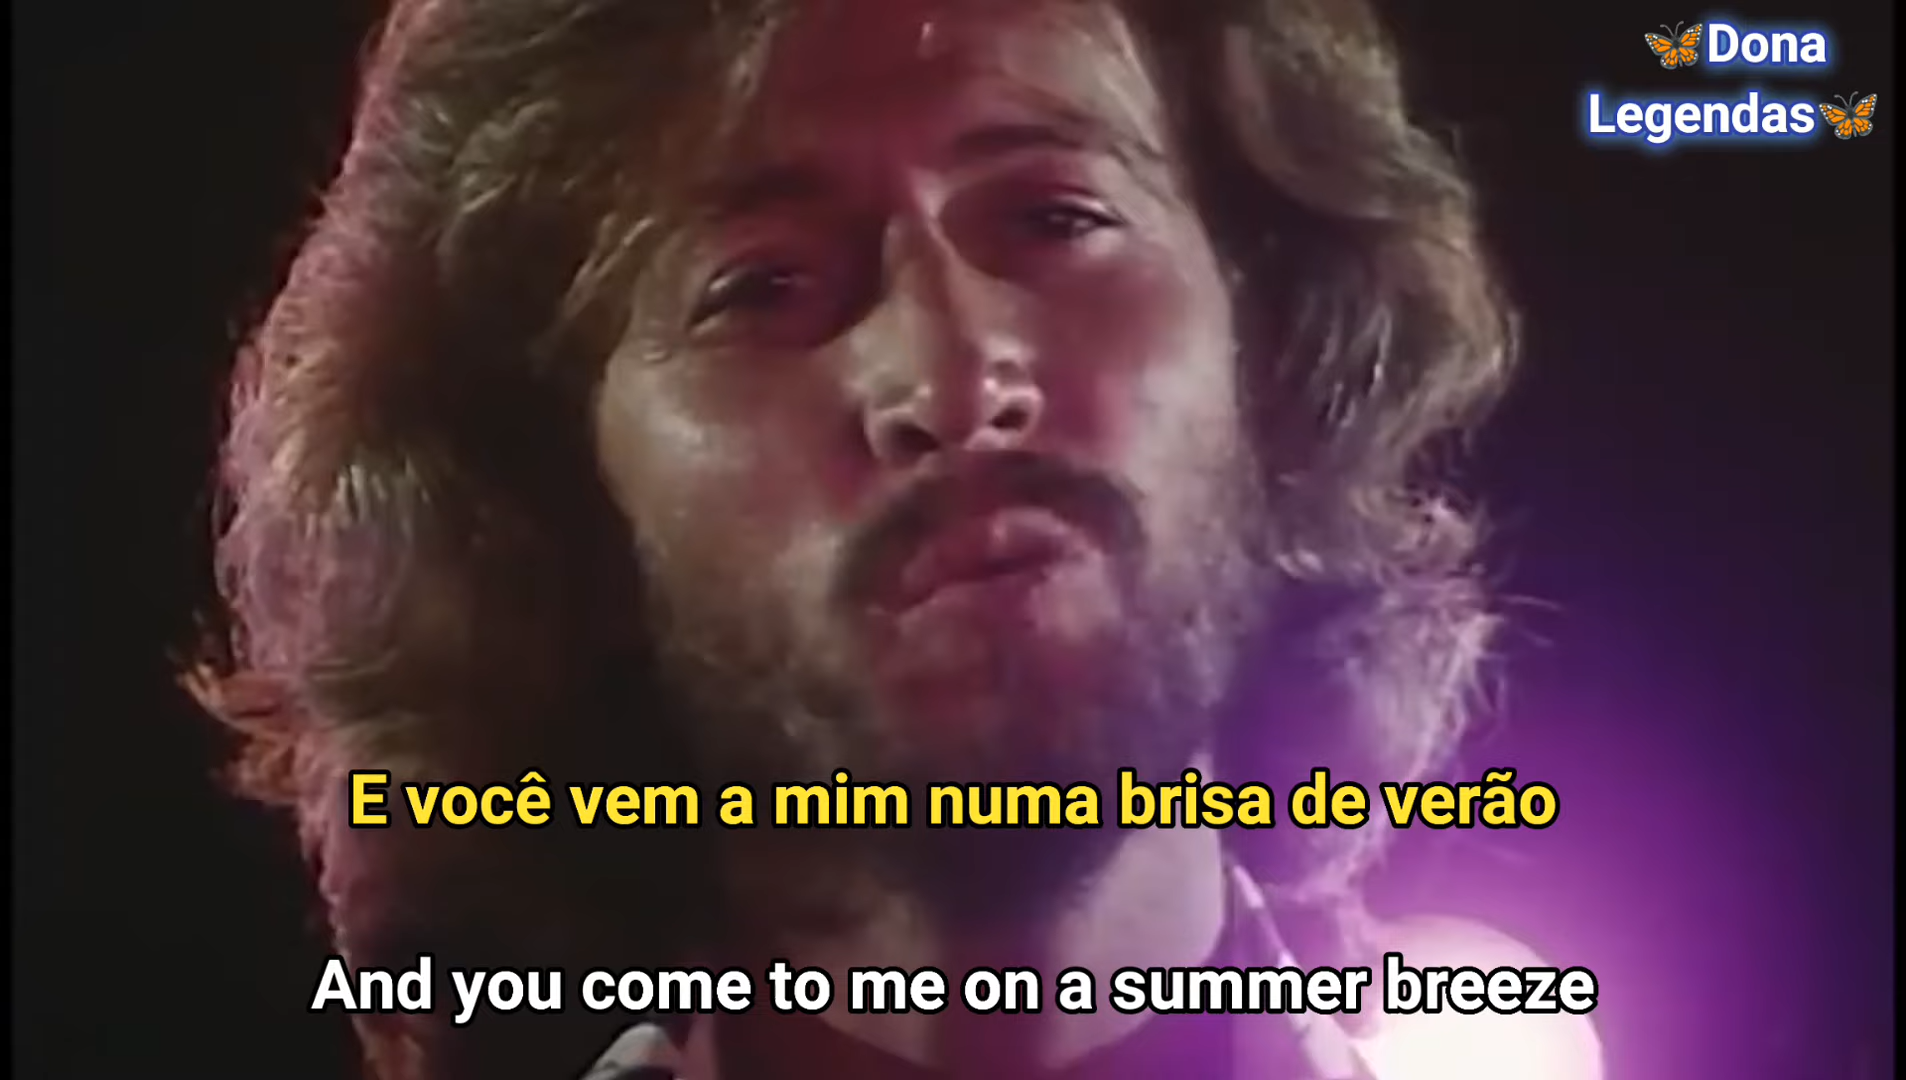 🦋Dona
Legendas🦋
E você vem a mim numa brisa de verão
And you come to me on a summer breeze